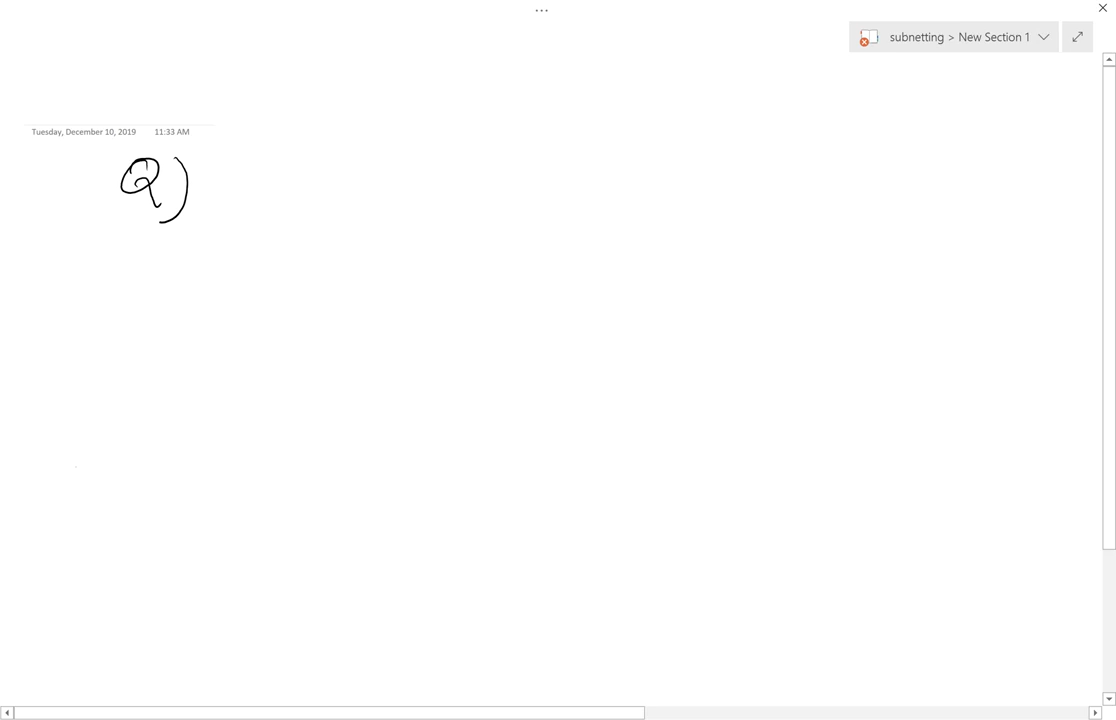 subnetting > New Section 1
Tuesday, December 10, 2019 11:33 AM
Q)